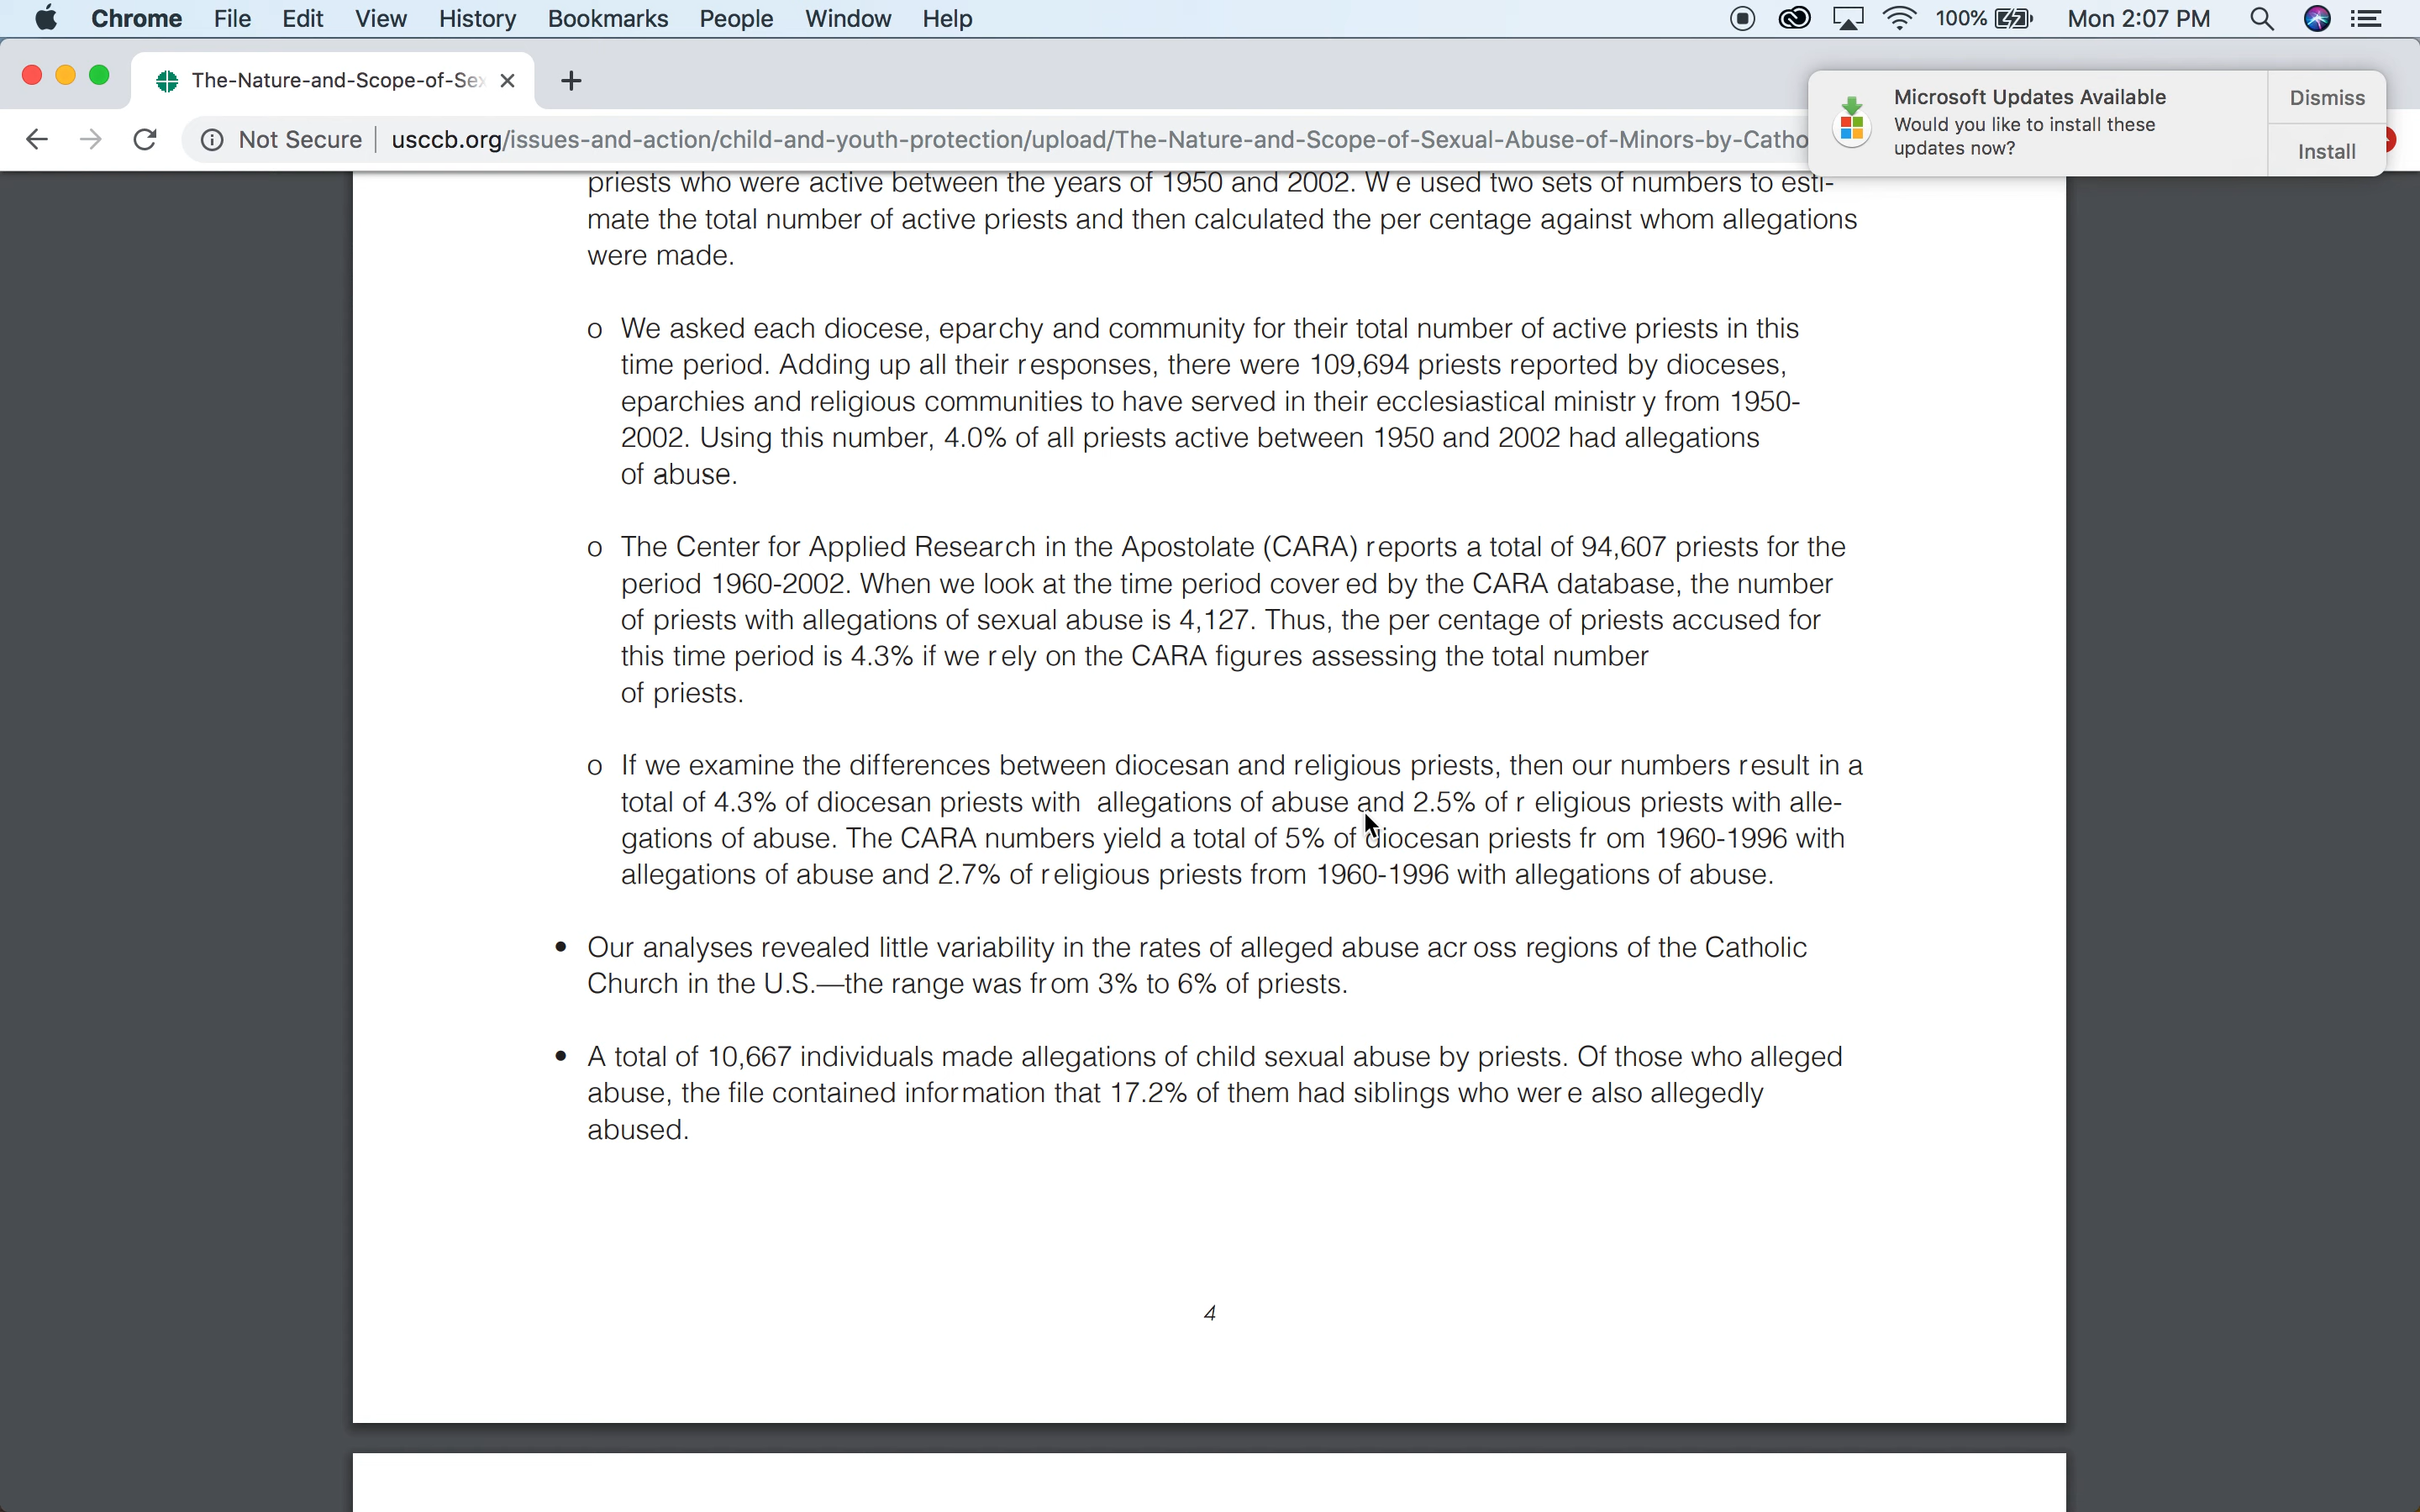 Chrome File Edit View History Bookmarks People Window Help 100% Mon 2:07 PM
The-Nature-and-Scope-of-Sex
Microsoft Updates Available
Would you like to install these
updates now?
Dismiss
Install
Not Secure usccb.org/issues-and-action/child-and-youth-protection/upload/The-Nature-and-Scope-of-Sexual-Abuse-of-Minors-by-Catho
priests who were active between the years of 1950 and 2002. We used two sets of numbers to esti-
mate the total number of active priests and then calculated the per centage against whom allegations
were made.
o We asked each diocese, eparchy and community for their total number of active priests in this
time period. Adding up all their responses, there were 109,694 priests reported by dioceses,
eparchies and religious communities to have served in their ecclesiastical ministr y from 1950-
2002. Using this number, 4.0% of all priests active between 1950 and 2002 had allegations
of abuse.
o The Center for Applied Research in the Apostolate (CARA) reports a total of 94,607 priests for the
period 1960-2002. When we look at the time period cover ed by the CARA database, the number
of priests with allegations of sexual abuse is 4,127. Thus, the per centage of priests accused for
this time period is 4.3% if we rely on the CARA figures assessing the total number
of priests.
o If we examine the differences between diocesan and religious priests, then our numbers result in a
total of 4.3% of diocesan priests with allegations of abuse and 2.5% of r eligious priests with alle-
gations of abuse. The CARA numbers yield a total of 5% of diocesan priests fr om 1960-1996 with
allegations of abuse and 2.7% of religious priests from 1960-1996 with allegations of abuse.
• Our analyses revealed little variability in the rates of alleged abuse acr oss regions of the Catholic
Church in the U.S.—the range was from 3% to 6% of priests.
• A total of 10,667 individuals made allegations of child sexual abuse by priests. Of those who alleged
abuse, the file contained information that 17.2% of them had siblings who wer e also allegedly
abused.
4